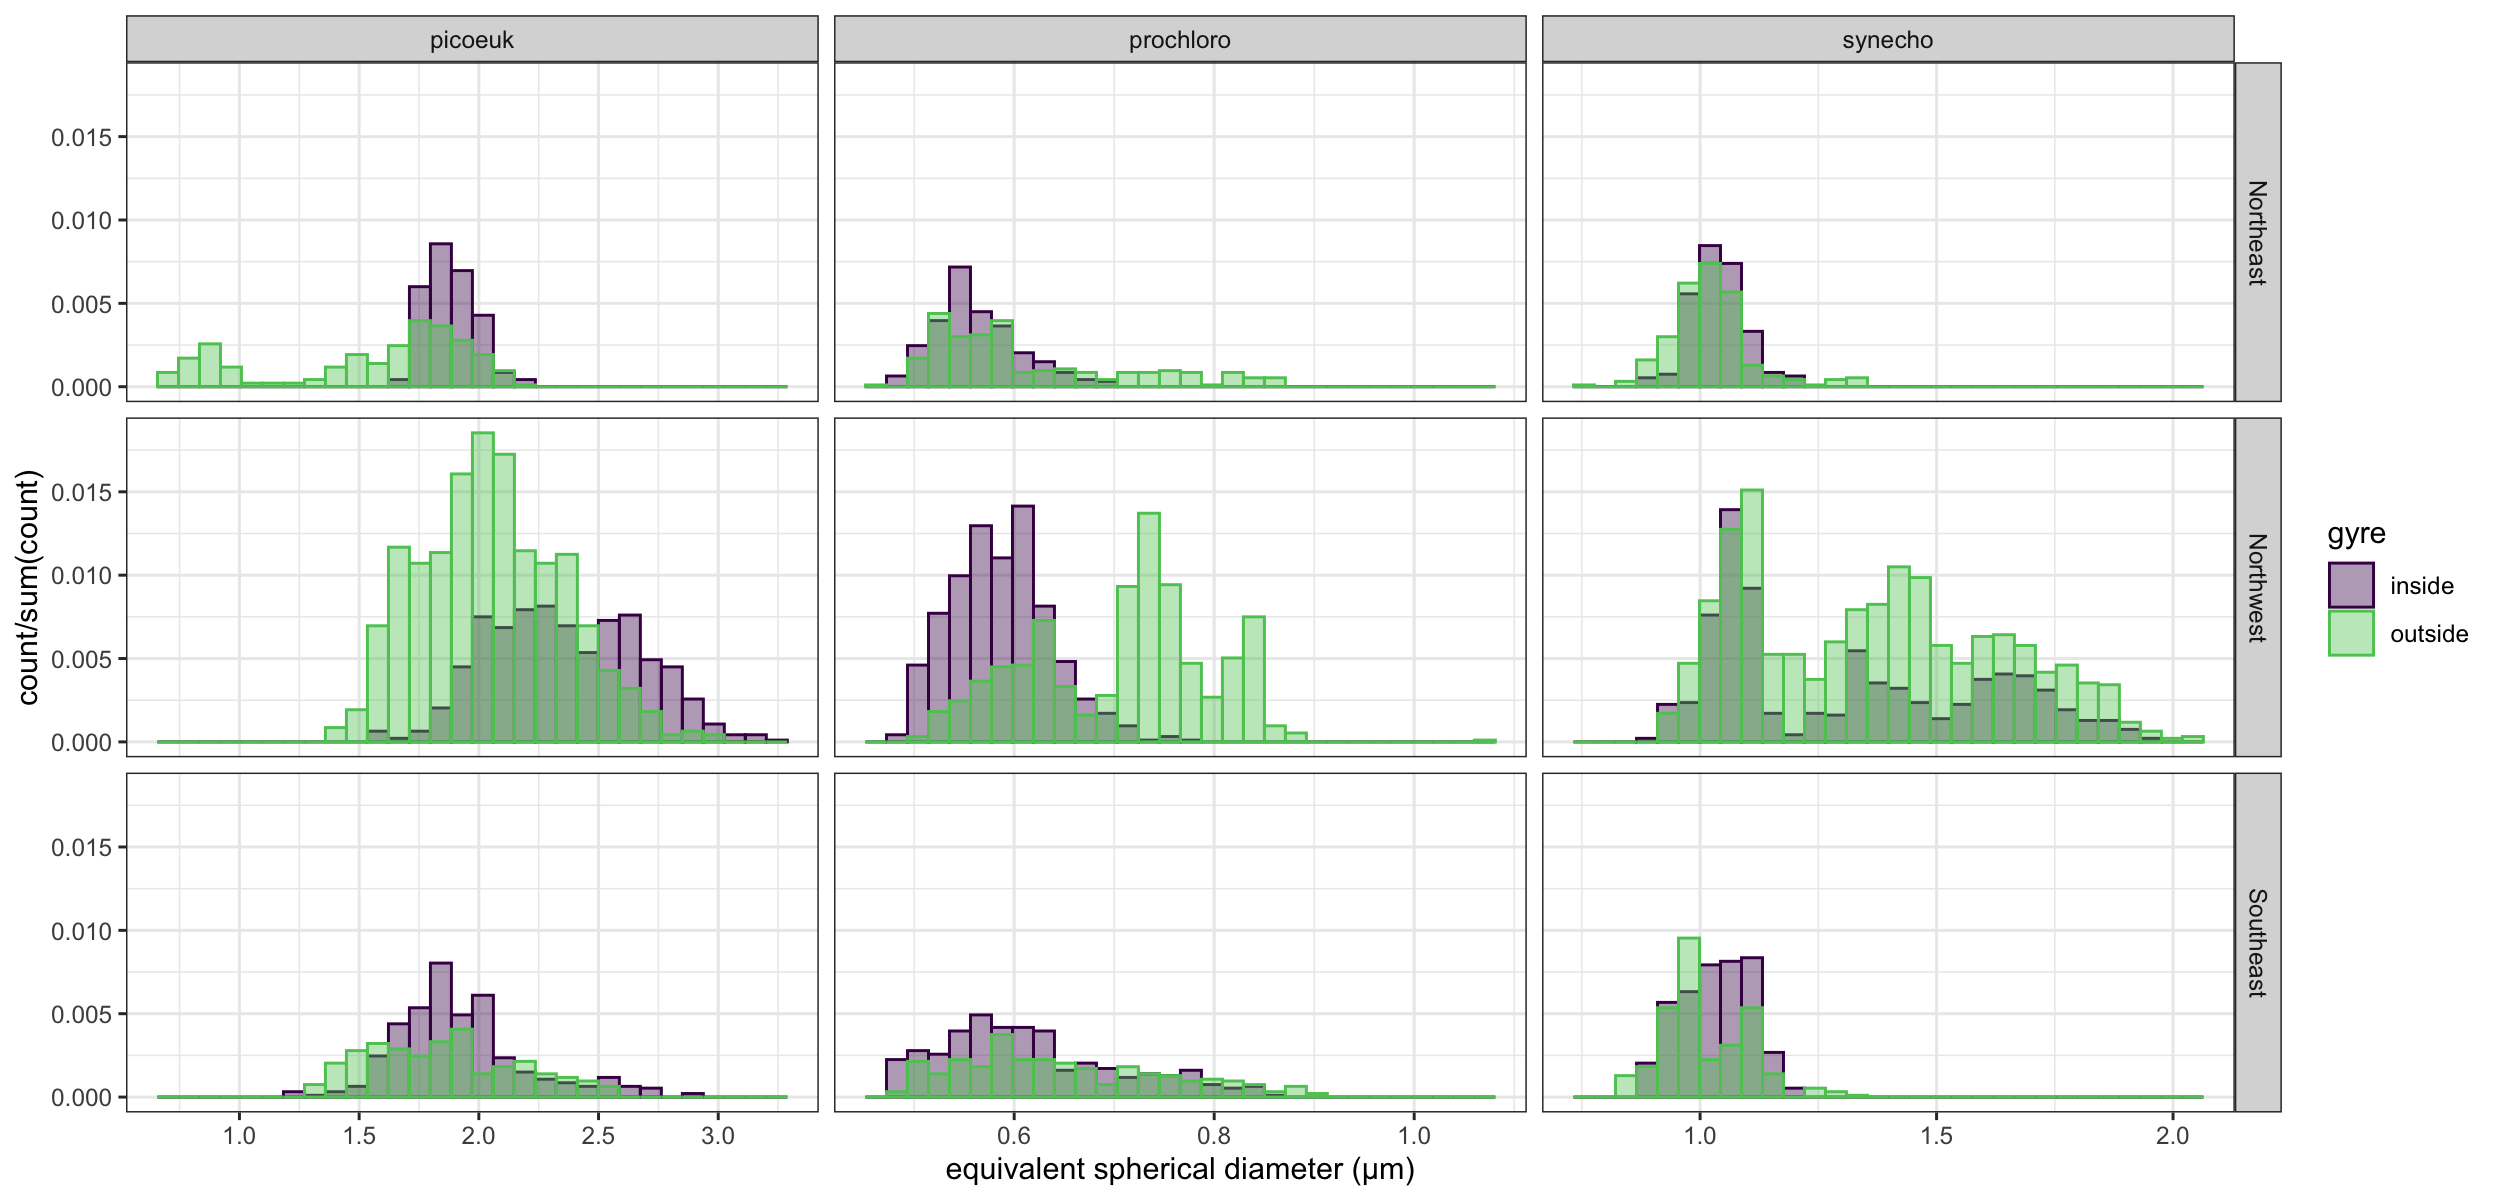 picoeuk prochloro synecho
0.015
0.010
0.005
0.000
Northeast
0.015
0.010
0.005
0.000
Northwest
0.015
0.010
0.005
0.000
Southeast
count/sum(count)
1.0 1.5 2.0 2.5 3.0 0.6 0.8 1.0 1.0 1.5 2.0
equivalent spherical diameter (μm)
gyre
inside
outside